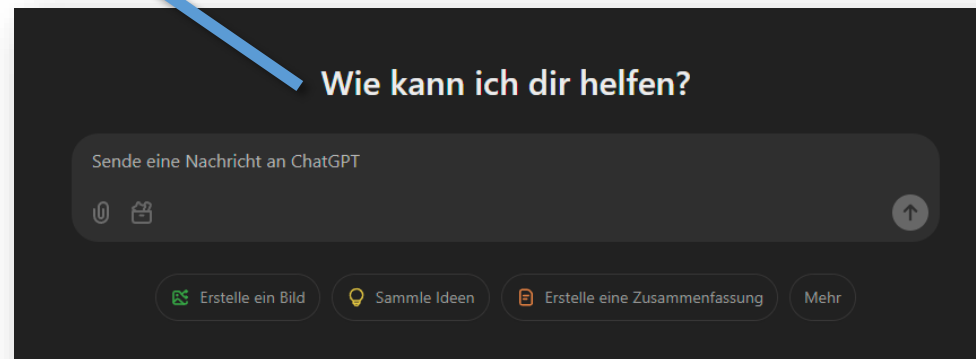 Wie kann ich dir helfen?
Sende eine Nachricht an ChatGPT
Erstelle ein Bild Sammle Ideen Erstelle eine Zusammenfassung Mehr